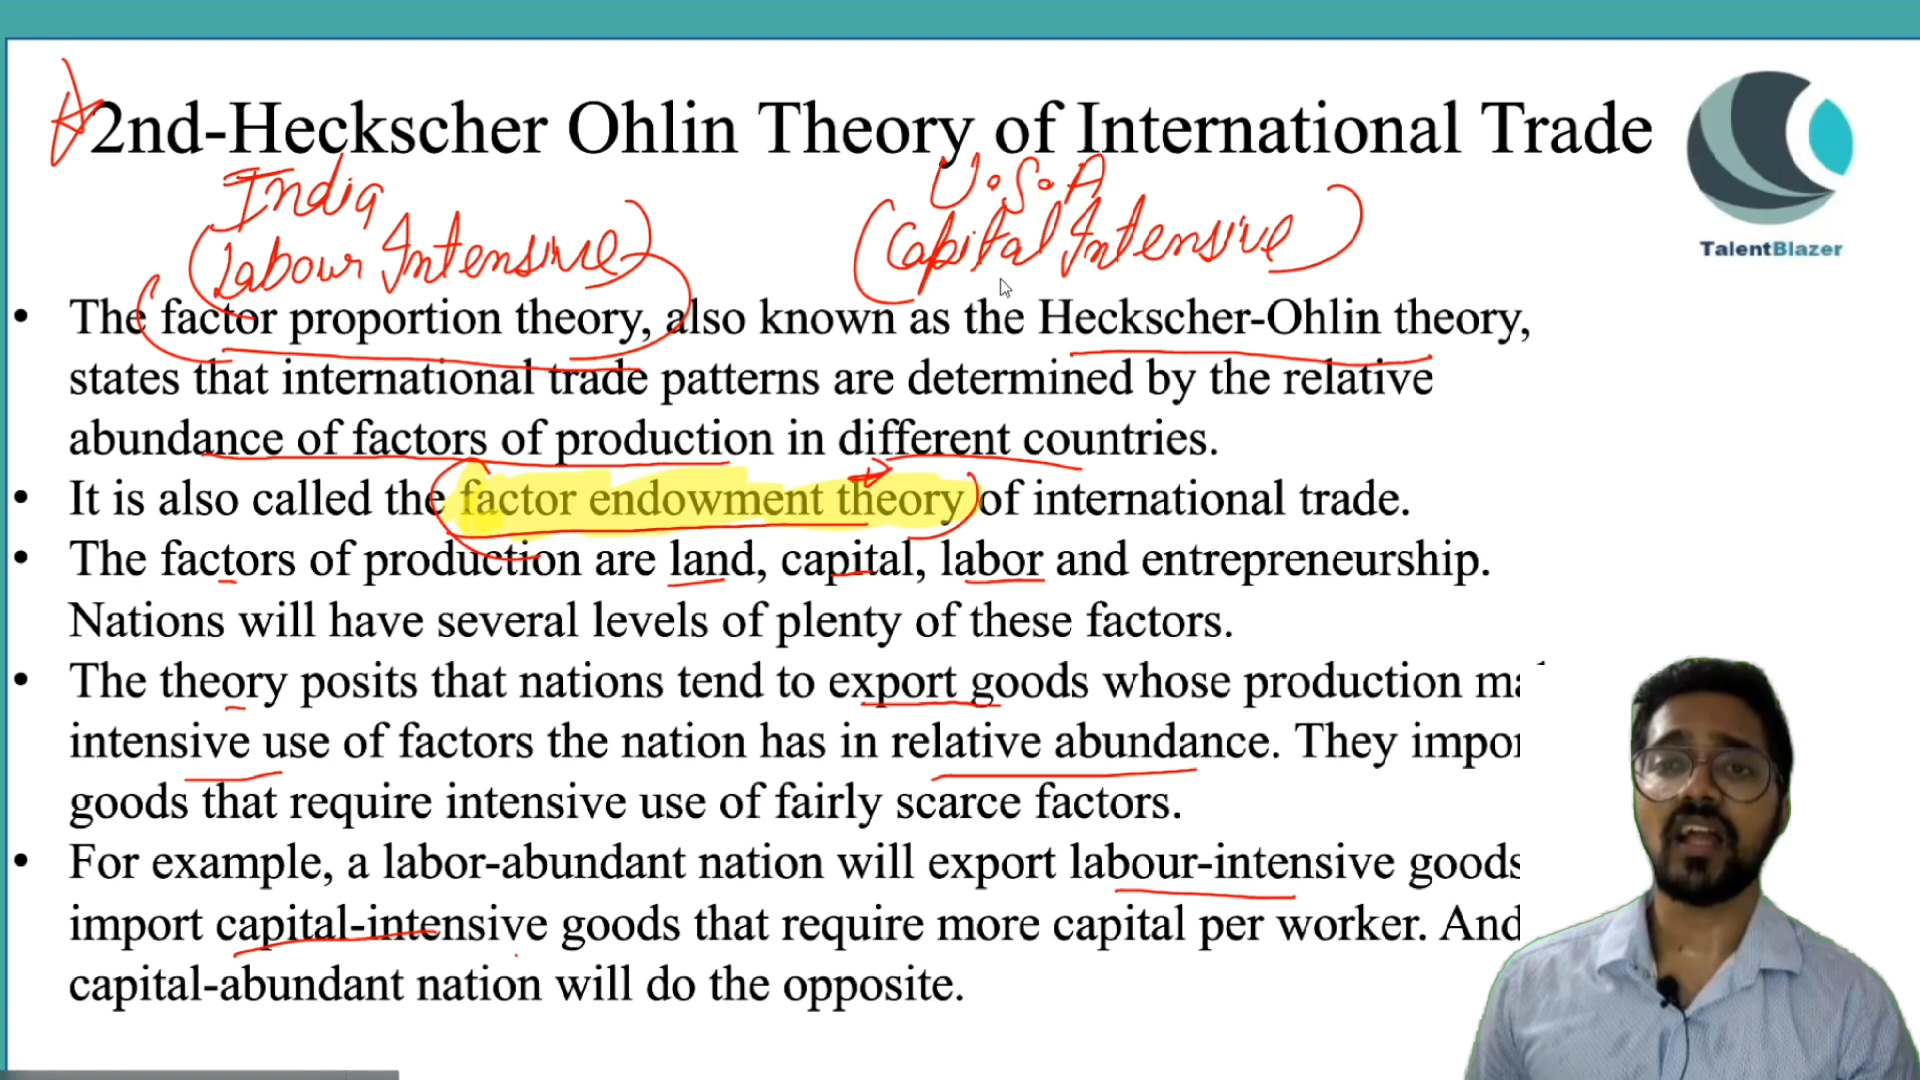 2nd-Heckscher Ohlin Theory of International Trade
India
U.S.A
(Labour Intensive)
(Capital Intensive)
TalentBlazer
• The factor proportion theory, also known as the Heckscher-Ohlin theory,
states that international trade patterns are determined by the relative
abundance of factors of production in different countries.
• It is also called the factor endowment theory of international trade.
• The factors of production are land, capital, labor and entrepreneurship.
Nations will have several levels of plenty of these factors.
• The theory posits that nations tend to export goods whose production
intensive use of factors the nation has in relative abundance. They
goods that require intensive use of fairly scarce factors.
• For example, a labor-abundant nation will export labour-intensive goods
import capital-intensive goods that require more capital per worker. And
capital-abundant nation will do the opposite.